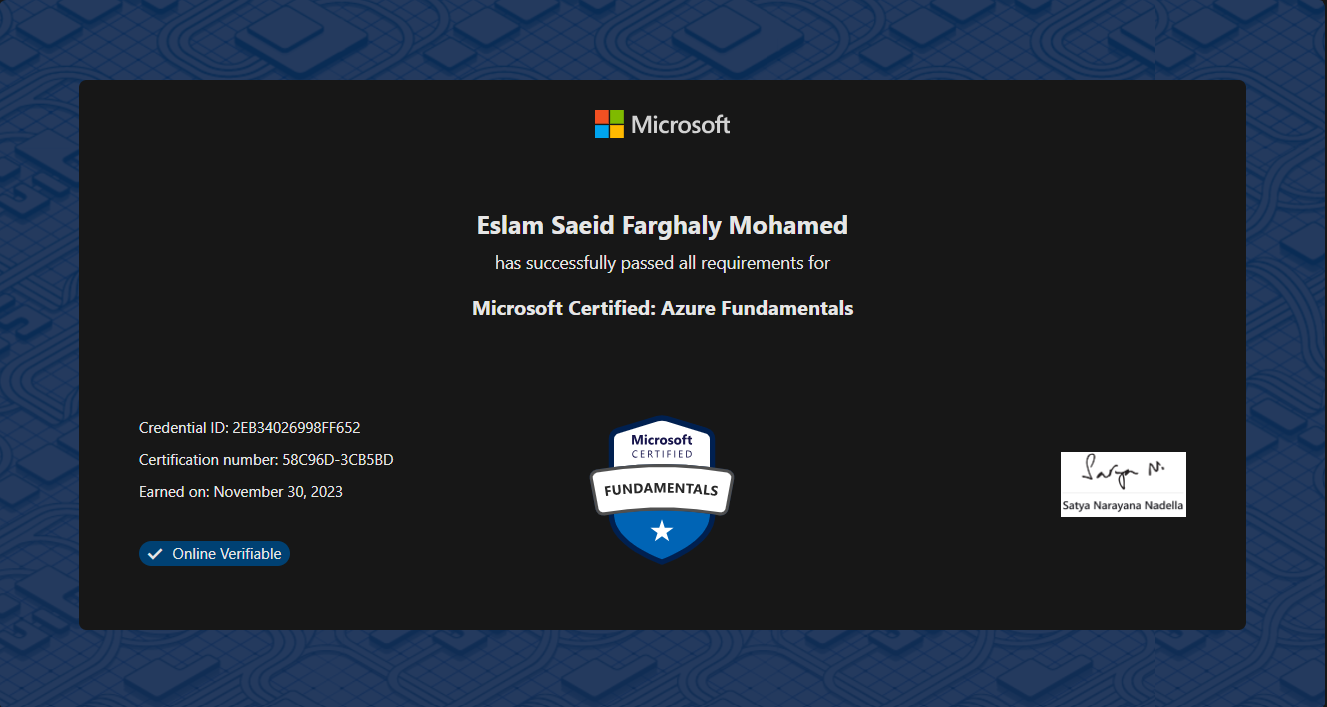 Microsoft
Eslam Saeid Farghaly Mohamed
has successfully passed all requirements for
Microsoft Certified: Azure Fundamentals
Credential ID: 2EB34026998FF652
Certification number: 58C96D-3CB5BD
Earned on: November 30, 2023
Online Verifiable
Microsoft
CERTIFIED
FUNDAMENTALS
Satya N.
Satya Narayana Nadella